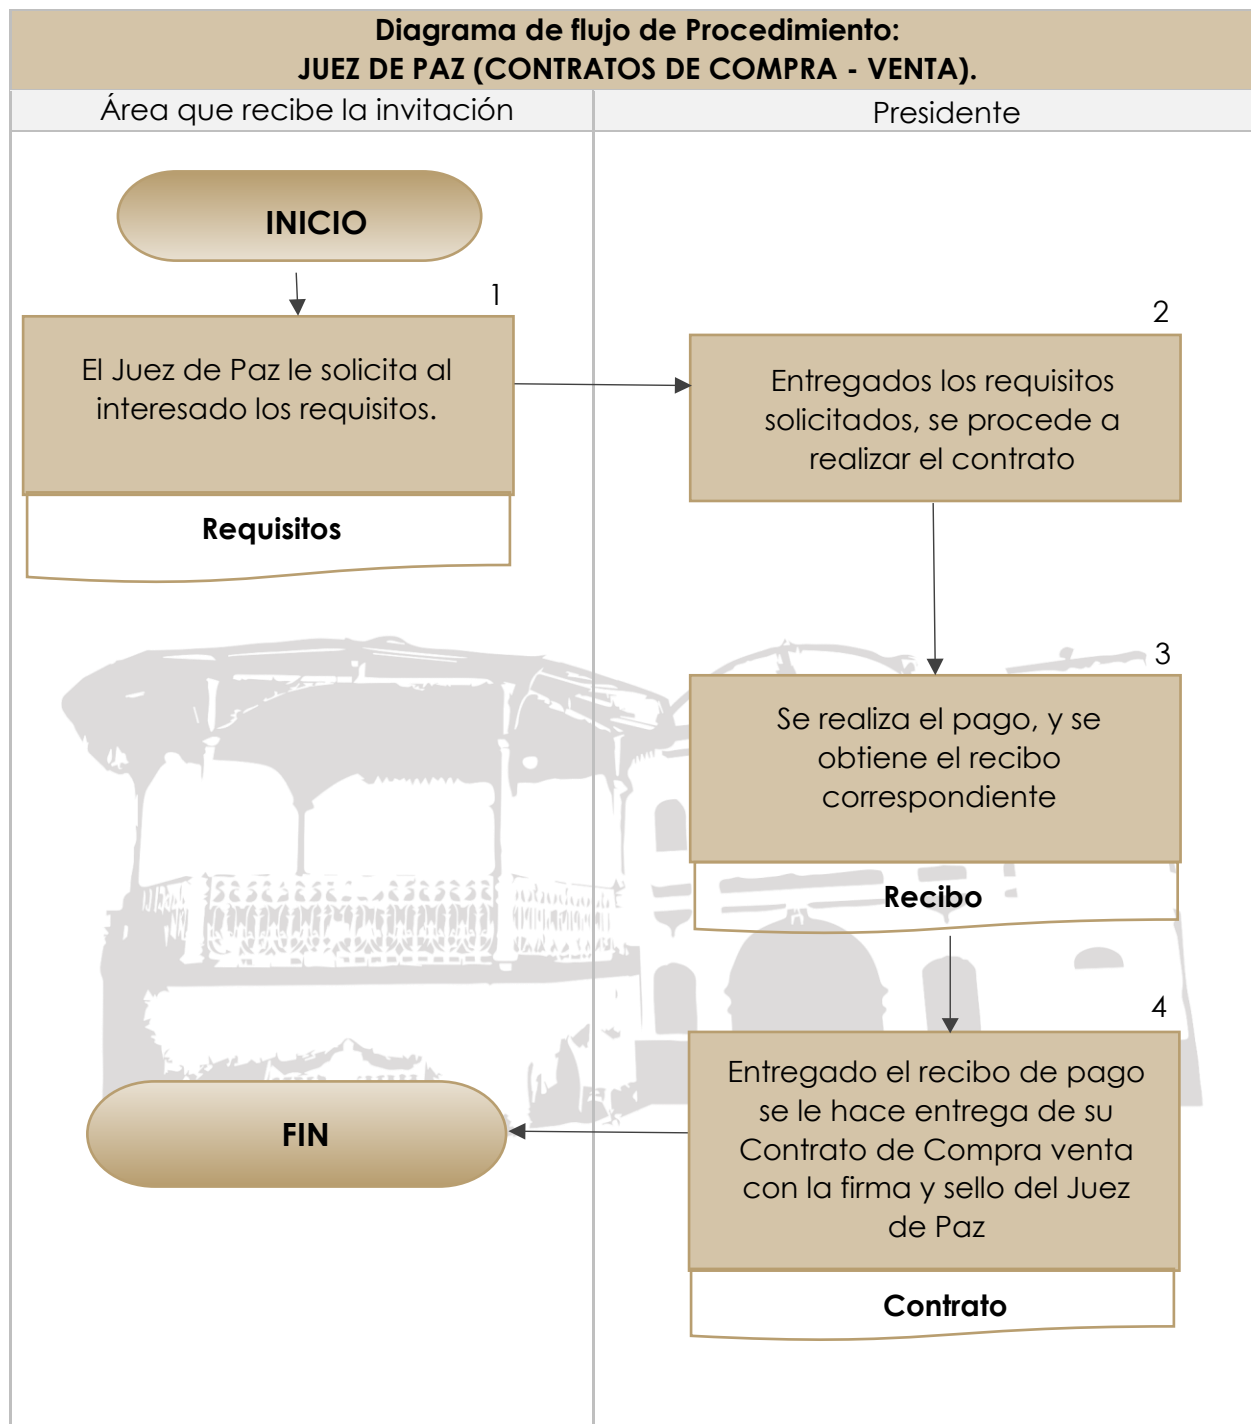 Diagrama de flujo de Procedimiento:
JUEZ DE PAZ (CONTRATOS DE COMPRA - VENTA).
Área que recibe la invitación
Presidente
INICIO
1
El Juez de Paz le solicita al
interesado los requisitos.
Requisitos
2
Entregados los requisitos
solicitados, se procede a
realizar el contrato
3
Se realiza el pago, y se
obtiene el recibo
correspondiente
Recibo
4
Entregado el recibo de pago
se le hace entrega de su
Contrato de Compra venta
con la firma y sello del Juez
de Paz
Contrato
FIN